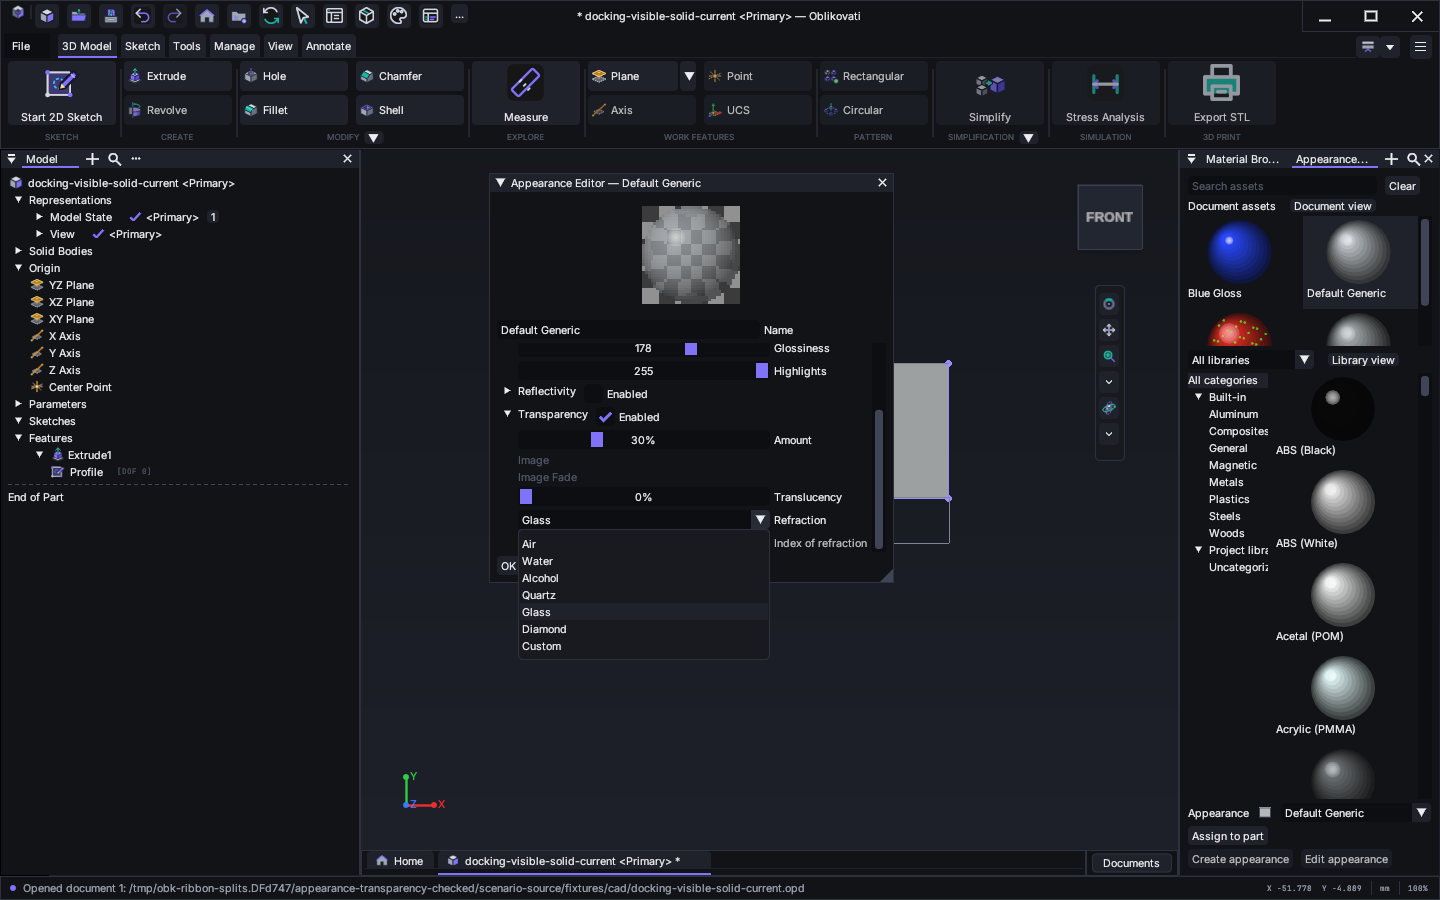 * docking-visible-solid-current <Primary> — Oblikovati
File
3D Model
Sketch
Tools
Manage
View
Annotate
Start 2D Sketch
SKETCH
Extrude
Revolve
CREATE
Hole
Fillet
Chamfer
Shell
MODIFY
Measure
EXPLORE
Plane
Axis
Point
UCS
WORK FEATURES
Rectangular
Circular
PATTERN
Simplify
SIMPLIFICATION
Stress Analysis
SIMULATION
Export STL
3D PRINT
Model
docking-visible-solid-current <Primary>
Representations
Model State <Primary> 1
View <Primary>
Solid Bodies
Origin
YZ Plane
XZ Plane
XY Plane
X Axis
Y Axis
Z Axis
Center Point
Parameters
Sketches
Features
Extrude1
Profile [DOF 0]
End of Part
Appearance Editor — Default Generic
Default Generic Name
178 Glossiness
255 Highlights
Reflectivity Enabled
Transparency Enabled
30% Amount
Image
Image Fade
0% Translucency
Glass Refraction
Index of refraction
OK
Air
Water
Alcohol
Quartz
Glass
Diamond
Custom
FRONT
Y
Z
X
Material Bro...
Appearance...
Search assets
Clear
Document assets
Document view
Blue Gloss
Default Generic
All libraries
Library view
All categories
Built-in
Aluminum
Composites
General
Magnetic
Metals
Plastics
Steels
Woods
Project libra
Uncategoriz
ABS (Black)
ABS (White)
Acetal (POM)
Acrylic (PMMA)
Appearance
Default Generic
Assign to part
Create appearance
Edit appearance
Home
docking-visible-solid-current <Primary> *
Documents
Opened document 1: /tmp/obk-ribbon-splits.DFd747/appearance-transparency-checked/scenario-source/fixtures/cad/docking-visible-solid-current.opd
X -51.778 Y -4.889 mm 100%